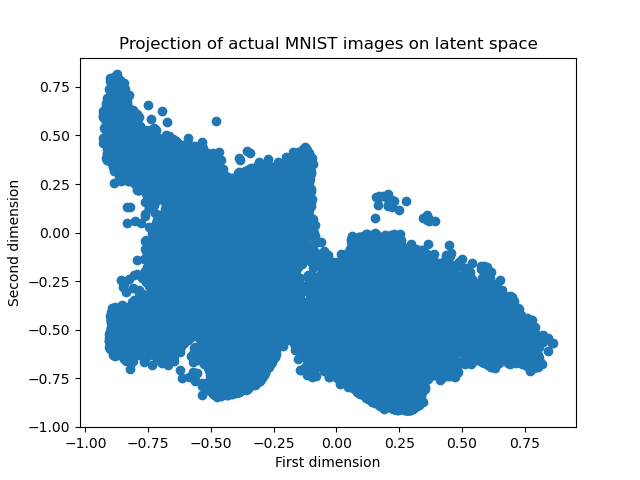 Projection of actual MNIST images on latent space
Second dimension
0.75
0.50
0.25
0.00
−0.25
−0.50
−0.75
−1.00
−1.00 −0.75 −0.50 −0.25 0.00 0.25 0.50 0.75
First dimension